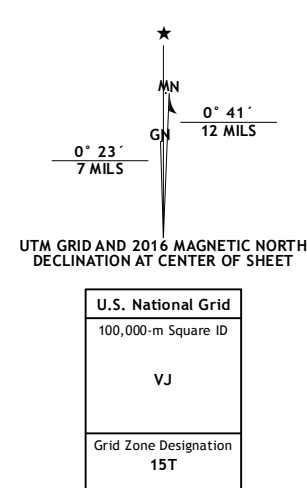 ★
MN
GN
0° 41´
12 MILS
0° 23´
7 MILS
UTM GRID AND 2016 MAGNETIC NORTH
DECLINATION AT CENTER OF SHEET
U.S. National Grid
100,000-m Square ID
VJ
Grid Zone Designation
15T